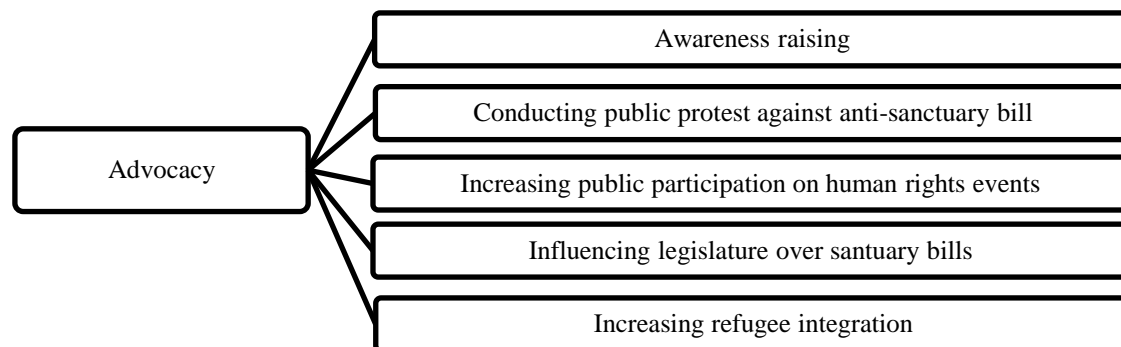 Awareness raising
Conducting public protest against anti-sanctuary bill
Advocacy
Increasing public participation on human rights events
Influencing legislature over santuary bills
Increasing refugee integration